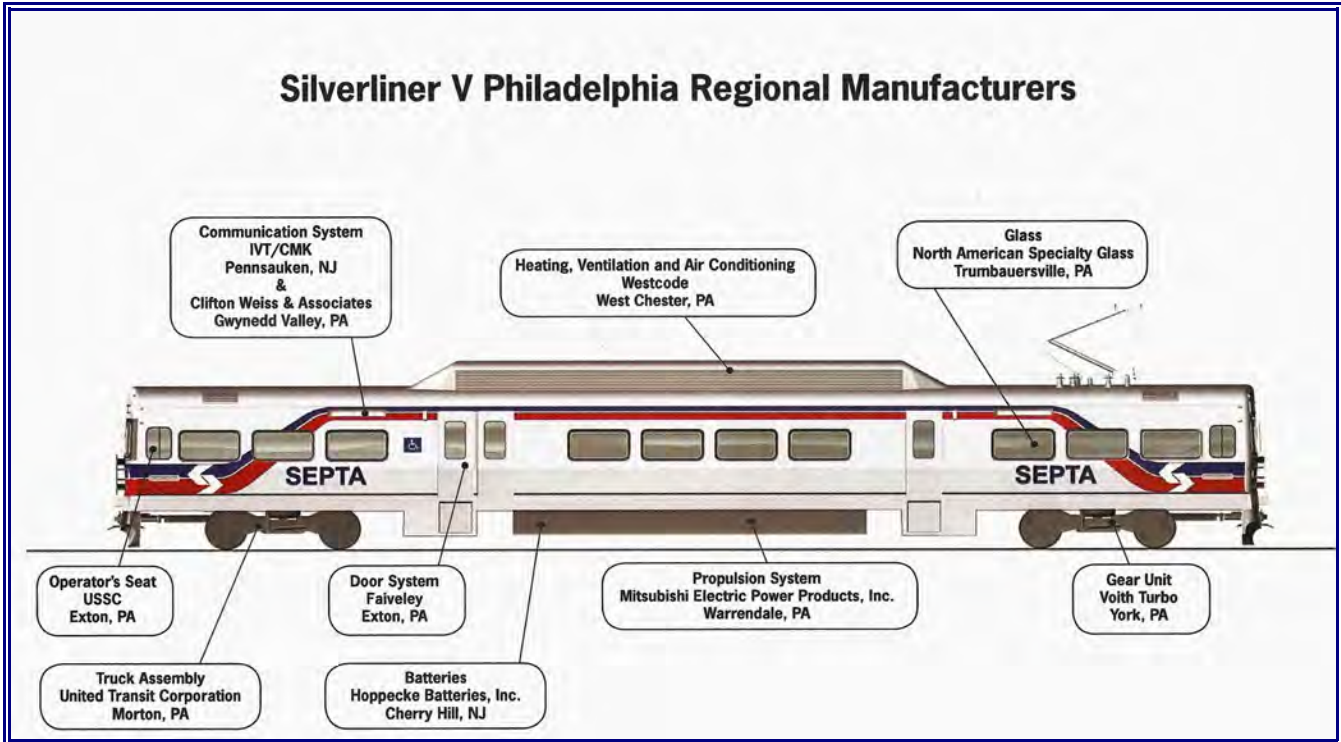 Silverliner V Philadelphia Regional Manufacturers
Communication System
IVT/CMK
Pennsauken, NJ
&
Clifton Weiss & Associates
Gwynedd Valley, PA
Heating, Ventilation and Air Conditioning
Westcode
West Chester, PA
Glass
North American Specialty Glass
Trumbauersville, PA
SEPTA
SEPTA
Operator's Seat
USSC
Exton, PA
Door System
Faiveley
Exton, PA
Propulsion System
Mitsubishi Electric Power Products, Inc.
Warrendale, PA
Gear Unit
Voith Turbo
York, PA
Truck Assembly
United Transit Corporation
Morton, PA
Batteries
Hoppecke Batteries, Inc.
Cherry Hill, NJ